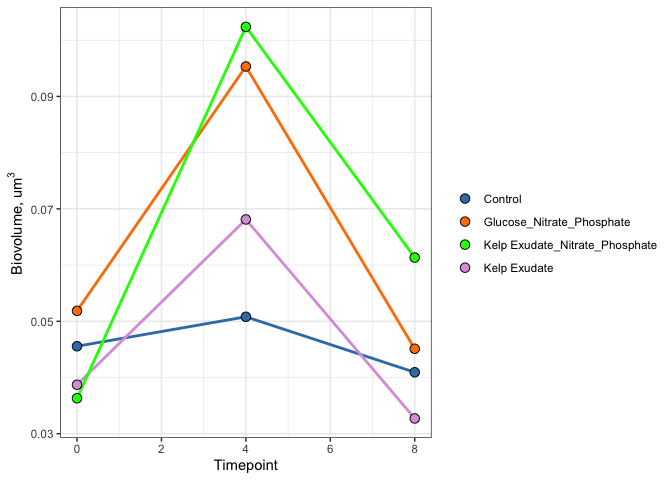 0.09
0.07
0.05
0.03
Biovolume, um³
0 2 4 6 8
Timepoint
Control
Glucose_Nitrate_Phosphate
Kelp Exudate_Nitrate_Phosphate
Kelp Exudate